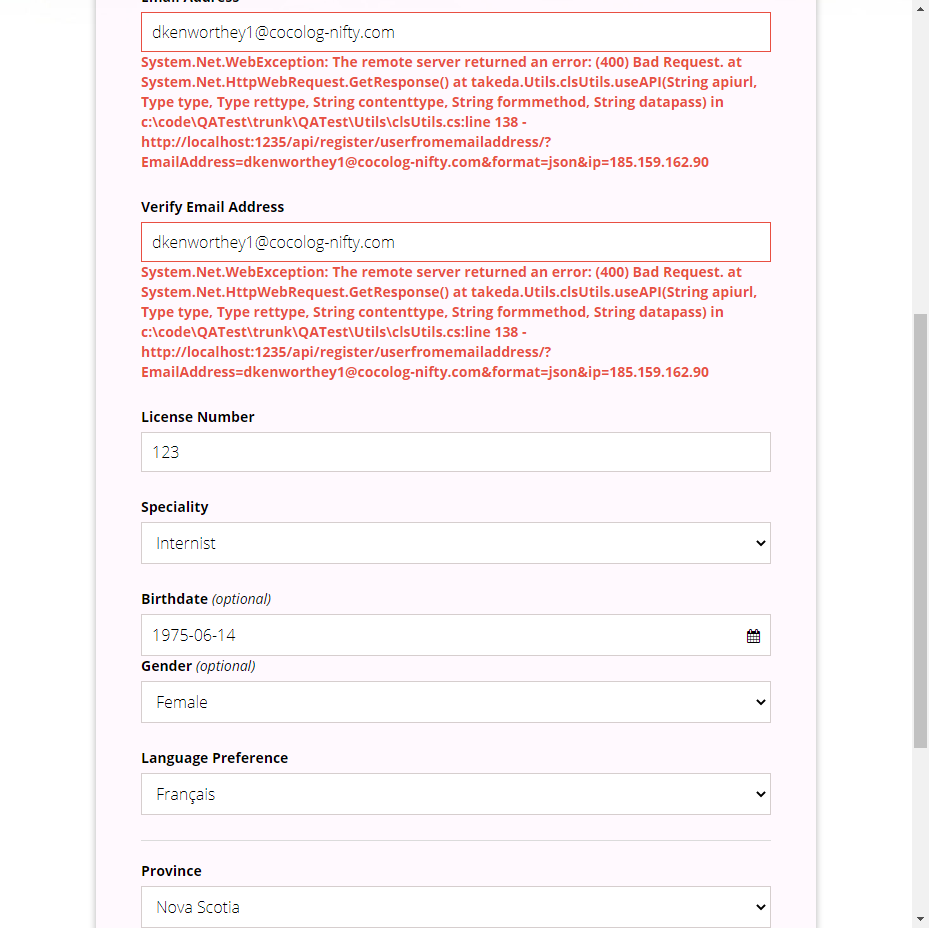 Email Address
dkenworthey1@cocolog-nifty.com
System.Net.WebException: The remote server returned an error: (400) Bad Request. at
System.Net.HttpWebRequest.GetResponse() at takeda.Utils.clsUtils.useAPI(String apiurl,
Type type, Type rettype, String contenttype, String formmethod, String datapass) in
c:\code\QATest\trunk\QATest\Utils\clsUtils.cs:line 138 -
http://localhost:1235/api/register/userfromemailaddress/?
EmailAddress=dkenworthey1@cocolog-nifty.com&format=json&ip=185.159.162.90
Verify Email Address
dkenworthey1@cocolog-nifty.com
System.Net.WebException: The remote server returned an error: (400) Bad Request. at
System.Net.HttpWebRequest.GetResponse() at takeda.Utils.clsUtils.useAPI(String apiurl,
Type type, Type rettype, String contenttype, String formmethod, String datapass) in
c:\code\QATest\trunk\QATest\Utils\clsUtils.cs:line 138 -
http://localhost:1235/api/register/userfromemailaddress/?
EmailAddress=dkenworthey1@cocolog-nifty.com&format=json&ip=185.159.162.90
License Number
123
Speciality
Internist
Birthdate (optional)
1975-06-14
Gender (optional)
Female
Language Preference
Français
Province
Nova Scotia